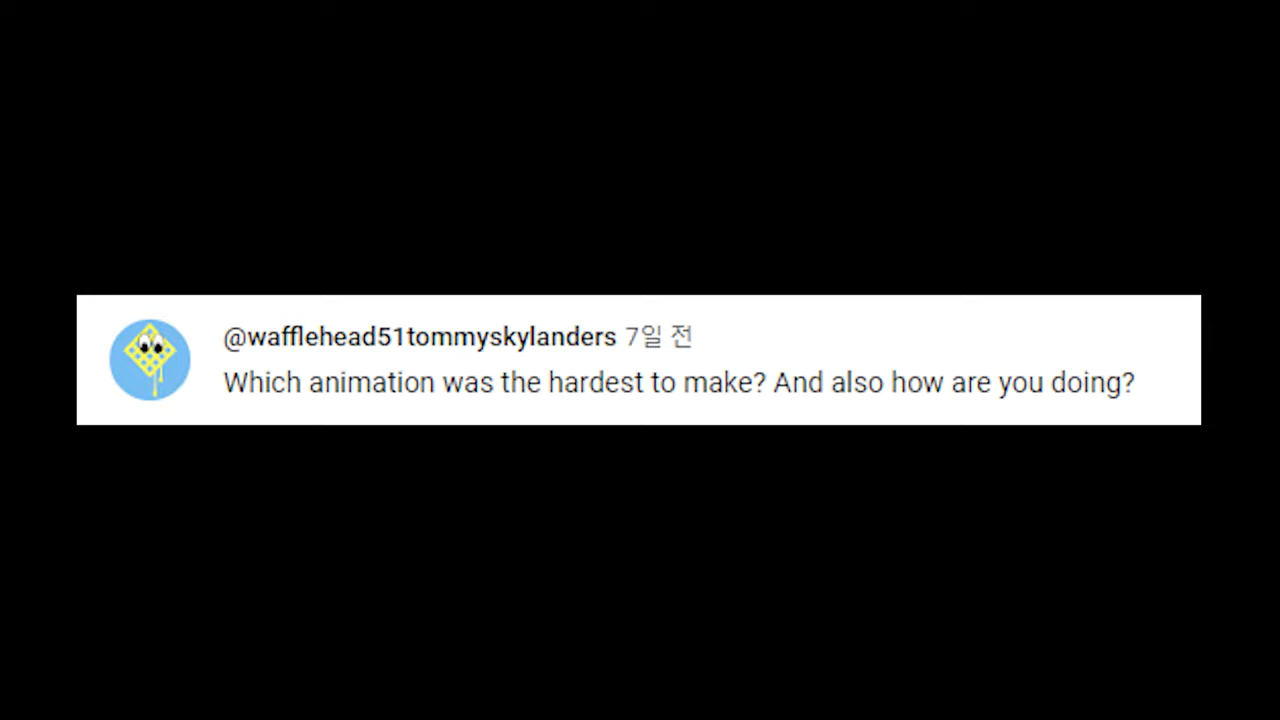 @wafflehead51tommyskylanders 7일 전
Which animation was the hardest to make? And also how are you doing?